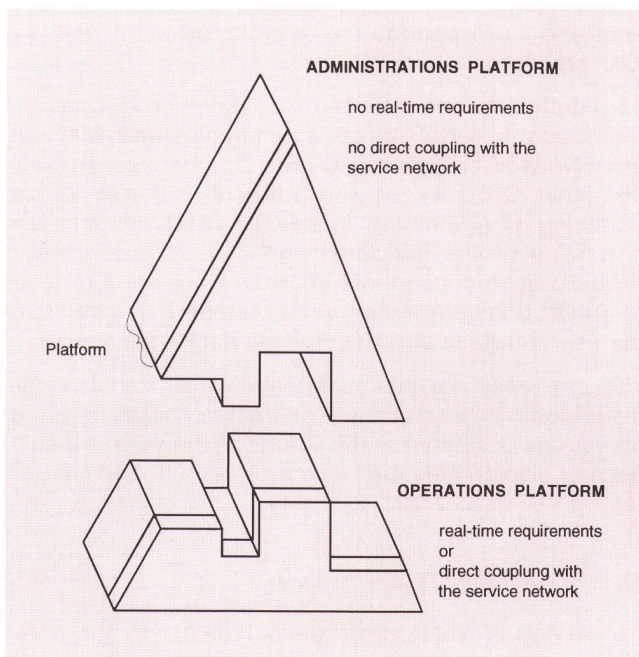 ADMINISTRATIONS PLATFORM
no real-time requirements
no direct coupling with the
service network
Platform
OPERATIONS PLATFORM
real-time requirements
or
direct couplung with
the service network